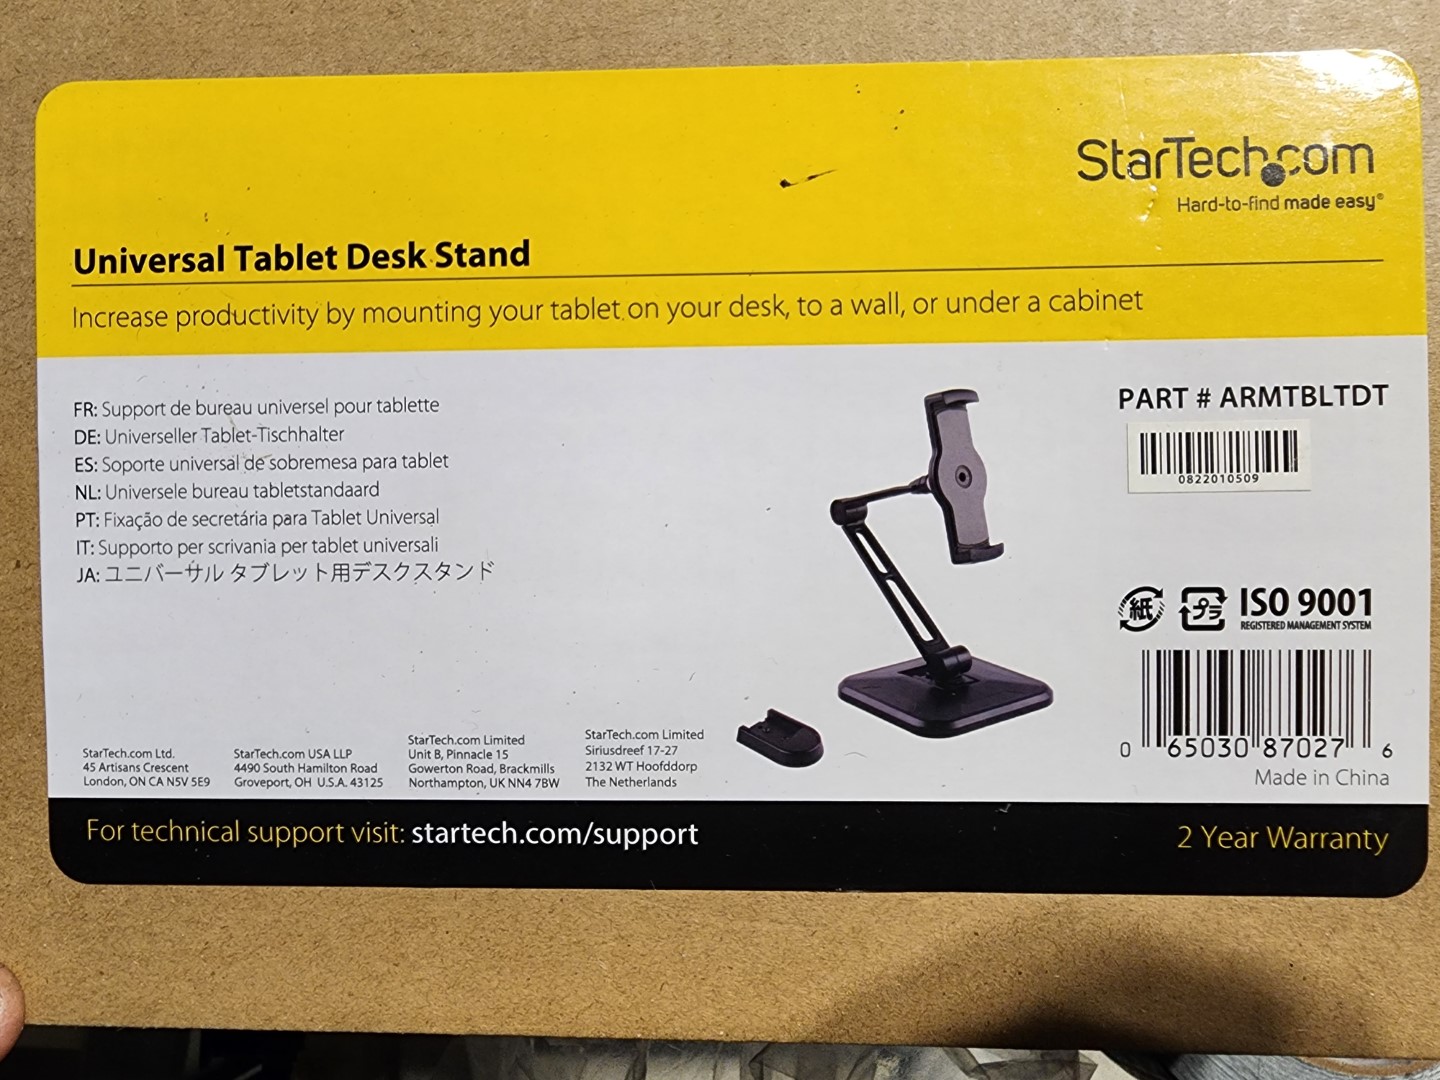 StarTech.com
Hard-to-find made easy®
Universal Tablet Desk Stand
Increase productivity by mounting your tablet on your desk, to a wall, or under a cabinet
FR: Support de bureau universel pour tablette
DE: Universeller Tablet-Tischhalter
ES: Soporte universal de sobremesa para tablet
NL: Universele bureau tabletstandaard
PT: Fixação de secretária para Tablet Universal
IT: Supporto per scrivania per tablet universali
JA: ユニバーサル タブレット用デスクスタンド
PART # ARMTBLTDT
0822010509
紙
プラ
ISO 9001
REGISTERED MANAGEMENT SYSTEM
0 65030 87027 6
Made in China
StarTech.com Ltd.
45 Artisans Crescent
London, ON CA N5V 5E9
StarTech.com USA LLP
4490 South Hamilton Road
Groveport, OH U.S.A. 43125
StarTech.com Limited
Unit B, Pinnacle 15
Gowerton Road, Brackmills
Northampton, UK NN4 7BW
StarTech.com Limited
Siriusdreef 17-27
2132 WT Hoofddorp
The Netherlands
For technical support visit: startech.com/support
2 Year Warranty